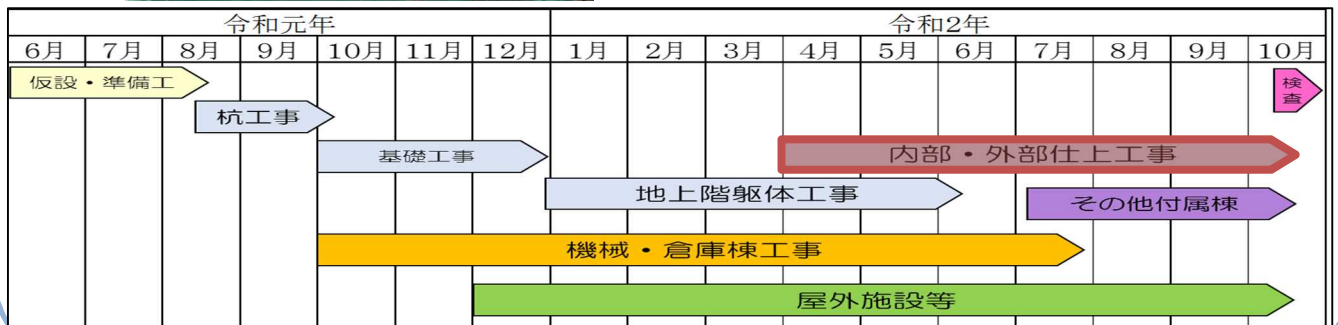 令和元年 令和2年
6月 7月 8月 9月 10月 11月 12月 1月 2月 3月 4月 5月 6月 7月 8月 9月 10月
仮設・準備工
検
査
杭工事
基礎工事
内部・外部仕上工事
地上階躯体工事
その他付属棟
機械・倉庫棟工事
屋外施設等